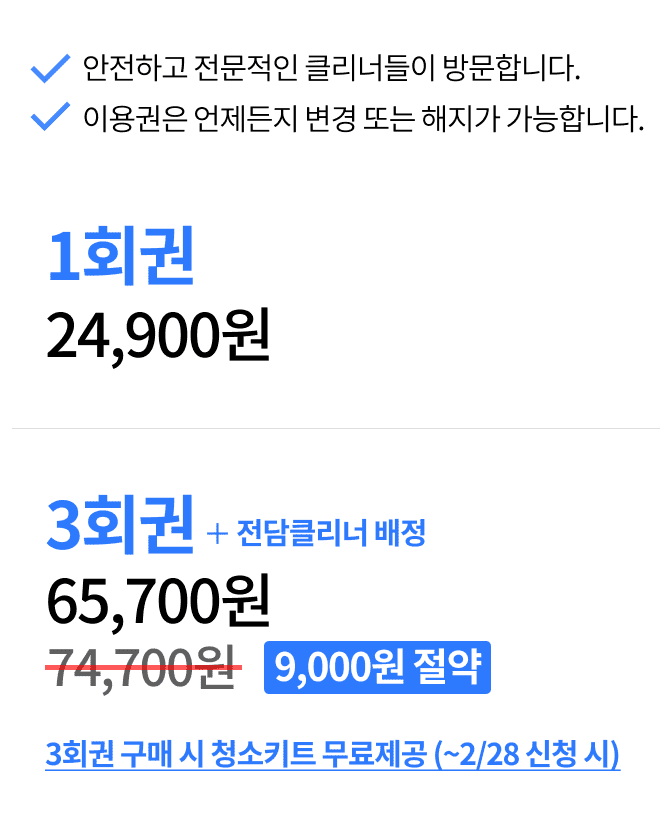 안전하고 전문적인 클리너들이 방문합니다.
이용권은 언제든지 변경 또는 해지가 가능합니다.
1회권
24,900원
3회권 + 전담클리너 배정
65,700원
74,700원 9,000원 절약
3회권 구매 시 청소키트 무료제공 (~2/28 신청 시)